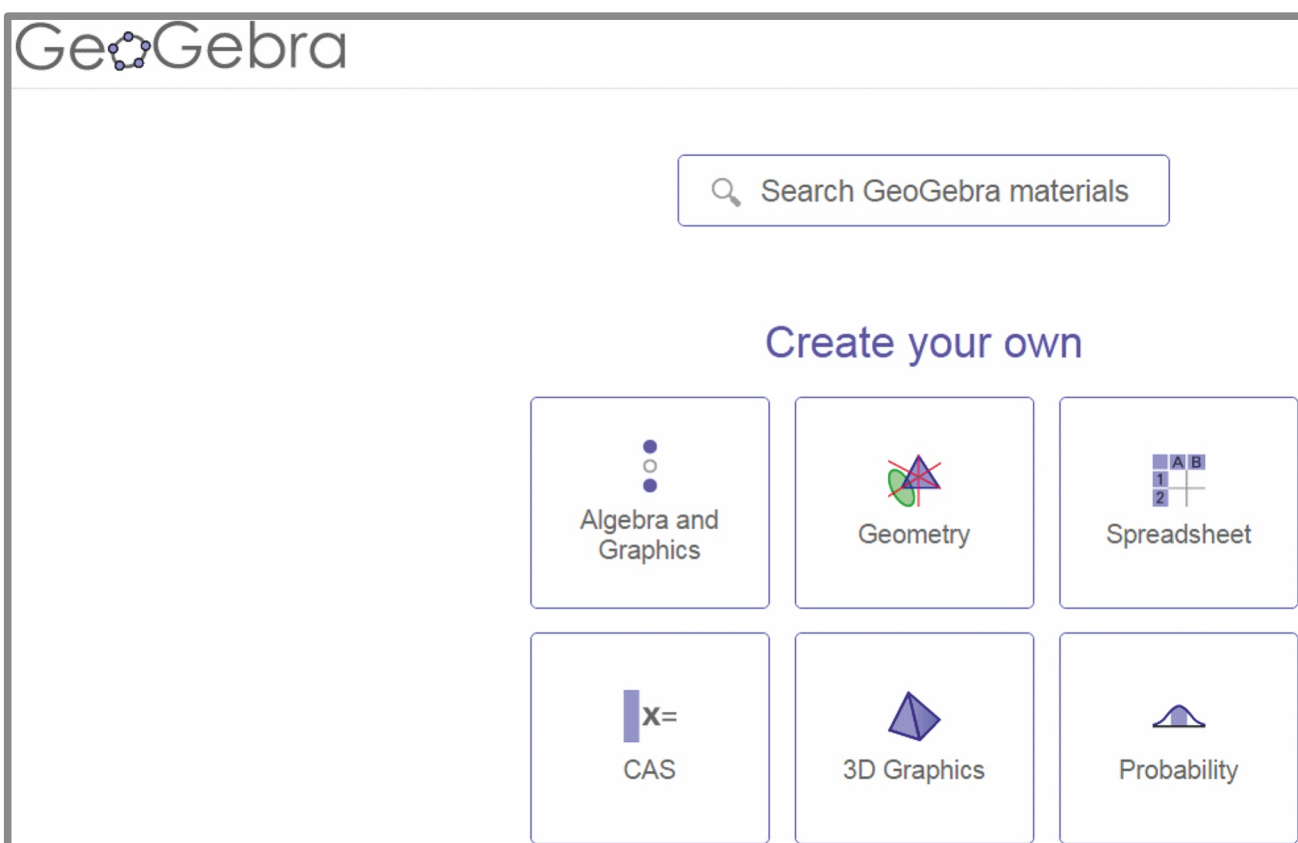 GeoGebra
Search GeoGebra materials
Create your own
Algebra and
Graphics
Geometry
A B
1
2
Spreadsheet
x=
CAS
3D Graphics
Probability